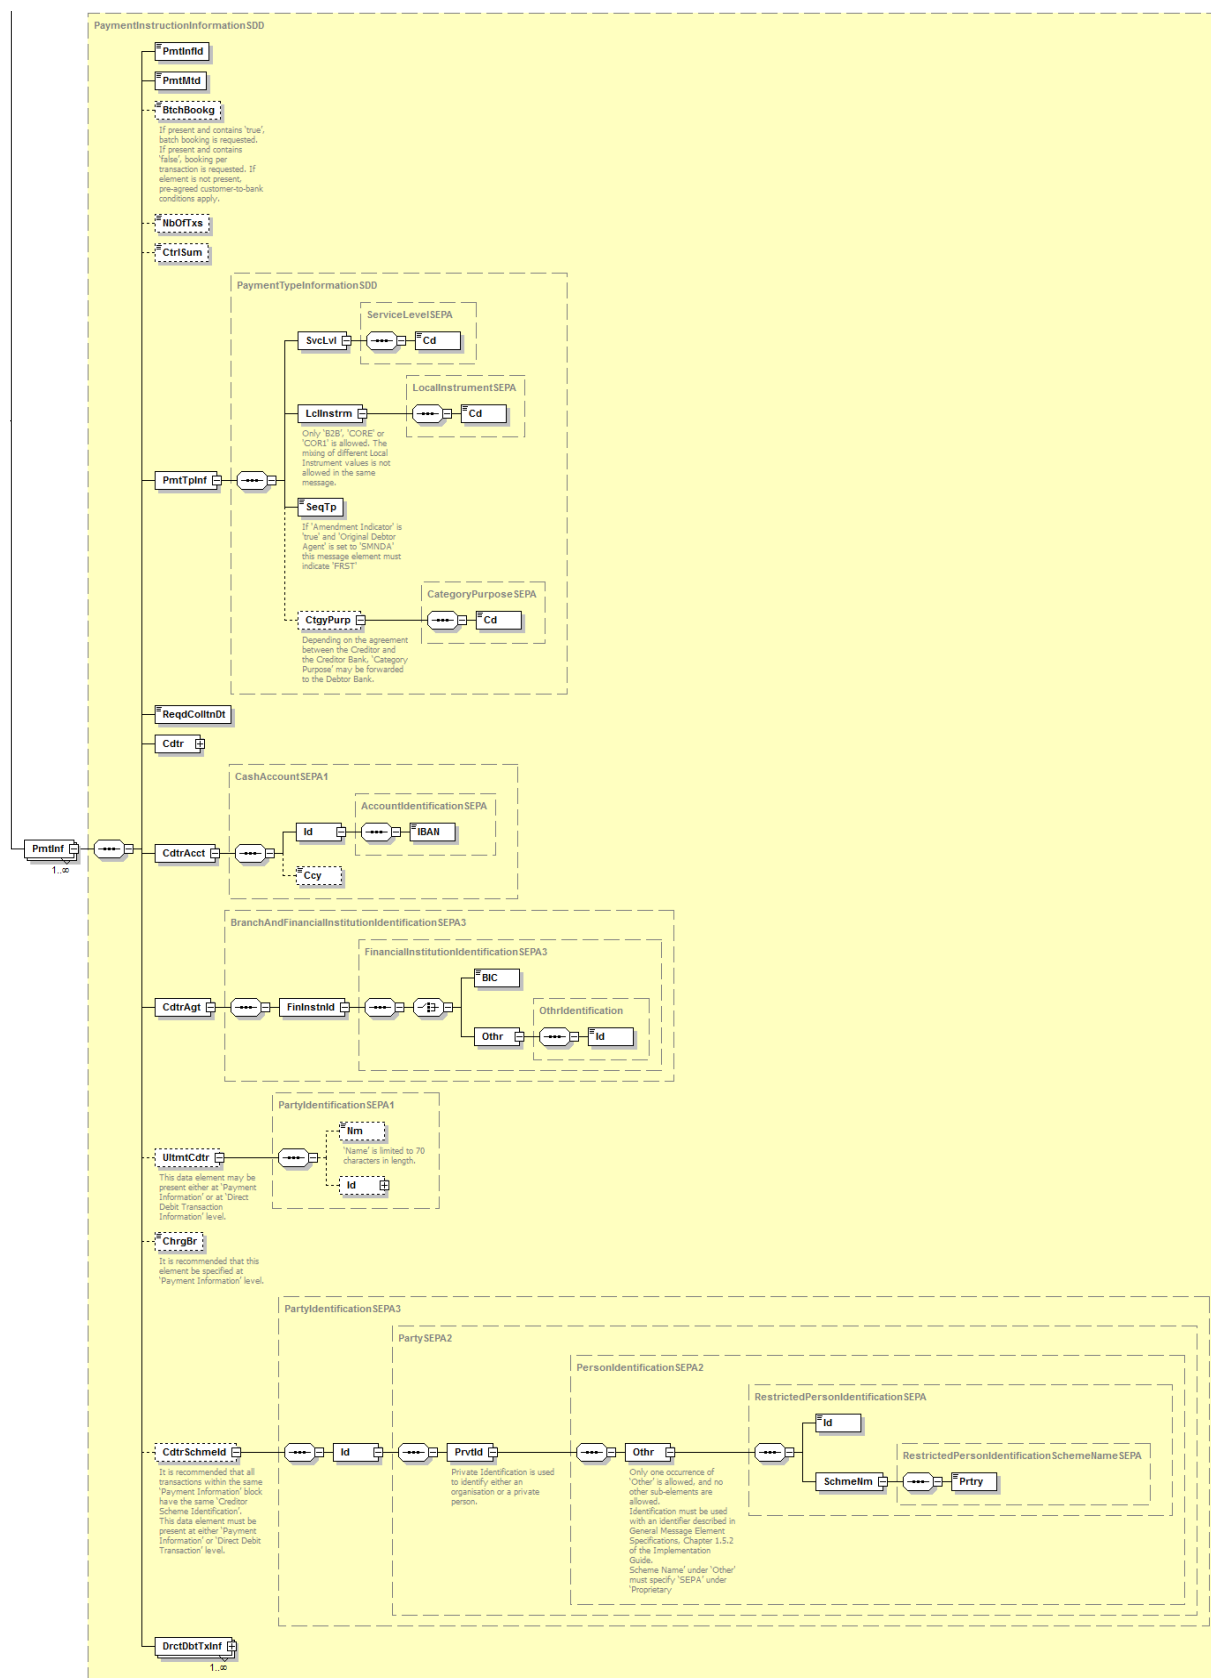 PaymentInstructionInformationSDD
PmtInfId
PmtMtd
BtchBookg
If present and contains 'true',
batch booking is requested.
If present and contains
'false', booking per
transaction is requested. If
element is not present,
pre-agreed customer-to-bank
conditions apply.
NbOfTxs
CtrlSum
PaymentTypeInformationSDD
ServiceLevelSEPA
SvcLvl
Cd
LocalInstrumentSEPA
LclInstrm
Cd
Only 'B2B', 'CORE' or
'COR1' is allowed. The
mixing of different Local
Instrument values is not
allowed in the same
message.
PmtTpInf
SeqTp
If 'Amendment Indicator' is
'true' and 'Original Debtor
Agent' is set to 'SMNDA'
this message element must
indicate 'FRST'
CategoryPurposeSEPA
CtgyPurp
Cd
Depending on the agreement
between the Creditor and
the Creditor Bank, 'Category
Purpose' may be forwarded
to the Debtor Bank.
ReqdColltnDt
Cdtr
CashAccountSEPA1
AccountIdentificationSEPA
Id
IBAN
PmtInf
1..∞
CdtrAcct
Ccy
BranchAndFinancialInstitutionIdentificationSEPA3
FinancialInstitutionIdentificationSEPA3
BIC
CdtrAgt
FinInstnId
OthrIdentification
Othr
Id
PartyIdentificationSEPA1
Nm
'Name' is limited to 70
characters in length.
UltmtCdtr
Id
This data element may be
present either at 'Payment
Information' or at 'Direct
Debit Transaction
Information' level.
ChrgBr
It is recommended that this
element be specified at
'Payment Information' level.
PartyIdentificationSEPA3
PartySEPA2
PersonIdentificationSEPA2
RestrictedPersonIdentificationSEPA
Id
CdtrSchmeId
Id
PrvtId
Othr
RestrictedPersonIdentificationSchemeNameSEPA
SchmeNm
Prtry
It is recommended that all
transactions within the same
'Payment Information' block
have the same 'Creditor
Scheme Identification'.
This data element must be
present at either 'Payment
Information' or 'Direct Debit
Transaction' level.
Private Identification is used
to identify either an
organisation or a private
person.
Only one occurrence of
'Other' is allowed, and no
other sub-elements are
allowed.
Identification must be used
with an identifier described in
General Message Element
Specifications, Chapter 1.5.2
of the Implementation
Guide.
Scheme Name' under 'Other'
must specify 'SEPA' under
'Proprietary
DrctDbtTxInf
1..∞